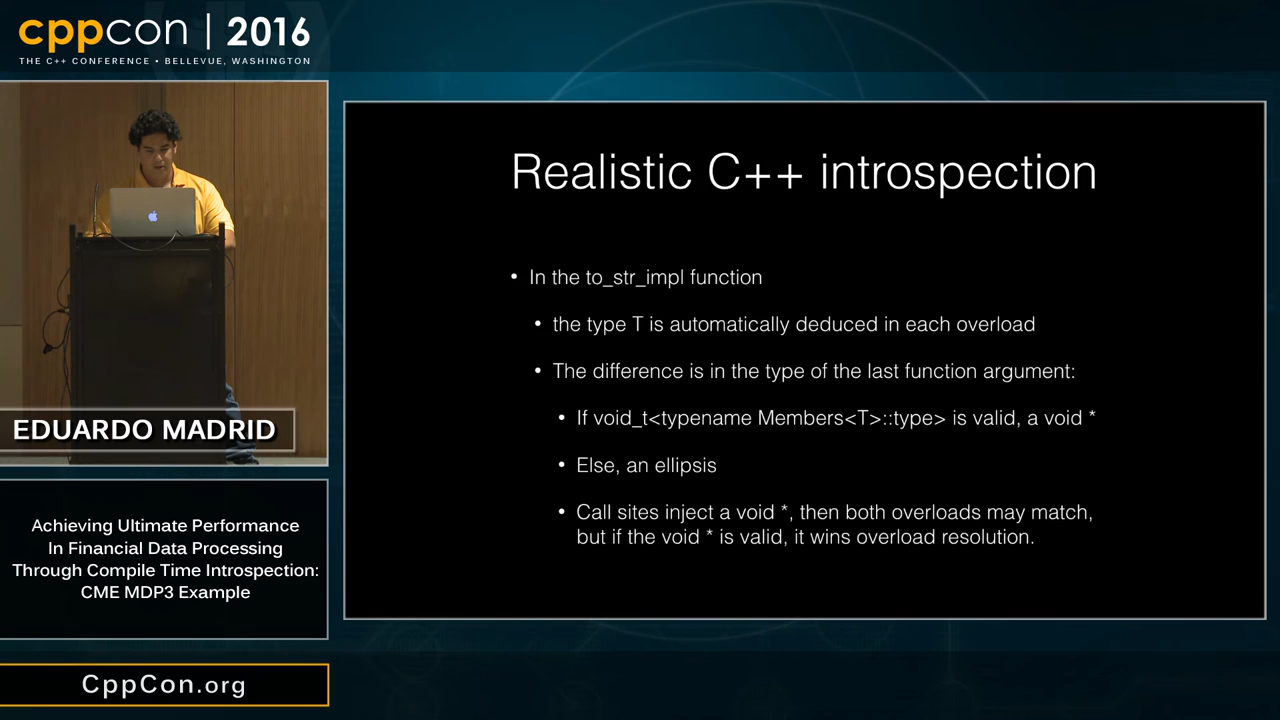 cppcon | 2016
THE C++ CONFERENCE • BELLEVUE, WASHINGTON
EDUARDO MADRID
Achieving Ultimate Performance
In Financial Data Processing
Through Compile Time Introspection:
CME MDP3 Example
CppCon.org
Realistic C++ introspection
• In the to_str_impl function
• the type T is automatically deduced in each overload
• The difference is in the type of the last function argument:
• If void_t<typename Members<T>::type> is valid, a void *
• Else, an ellipsis
• Call sites inject a void *, then both overloads may match,
but if the void * is valid, it wins overload resolution.